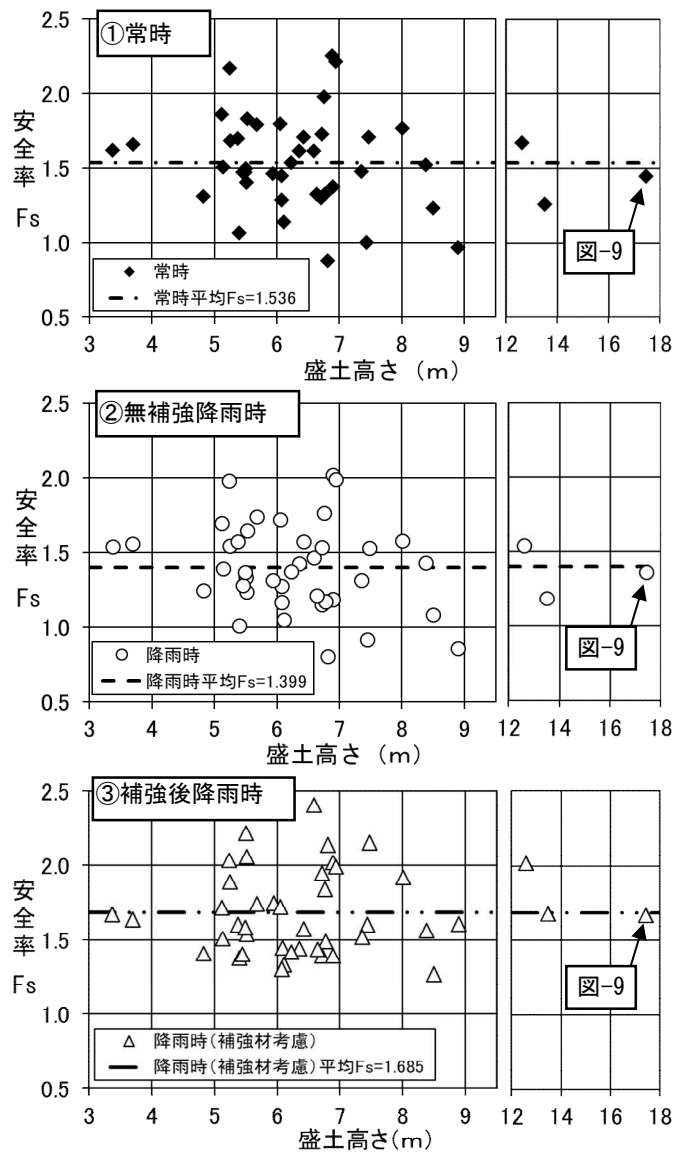 ①常時
2.5
2.0
1.5
1.0
0.5
安全率 Fs
図-9
常時
常時平均Fs=1.536
3 4 5 6 7 8 9 12 14 16 18
盛土高さ（m）
②無補強降雨時
2.5
2.0
1.5
1.0
0.5
安全率 Fs
図-9
降雨時
降雨時平均Fs=1.399
3 4 5 6 7 8 9 12 14 16 18
盛土高さ（m）
③補強後降雨時
2.5
2.0
1.5
1.0
0.5
安全率 Fs
図-9
降雨時(補強材考慮)
降雨時(補強材考慮)平均Fs=1.685
3 4 5 6 7 8 9 12 14 16 18
盛土高さ(m)